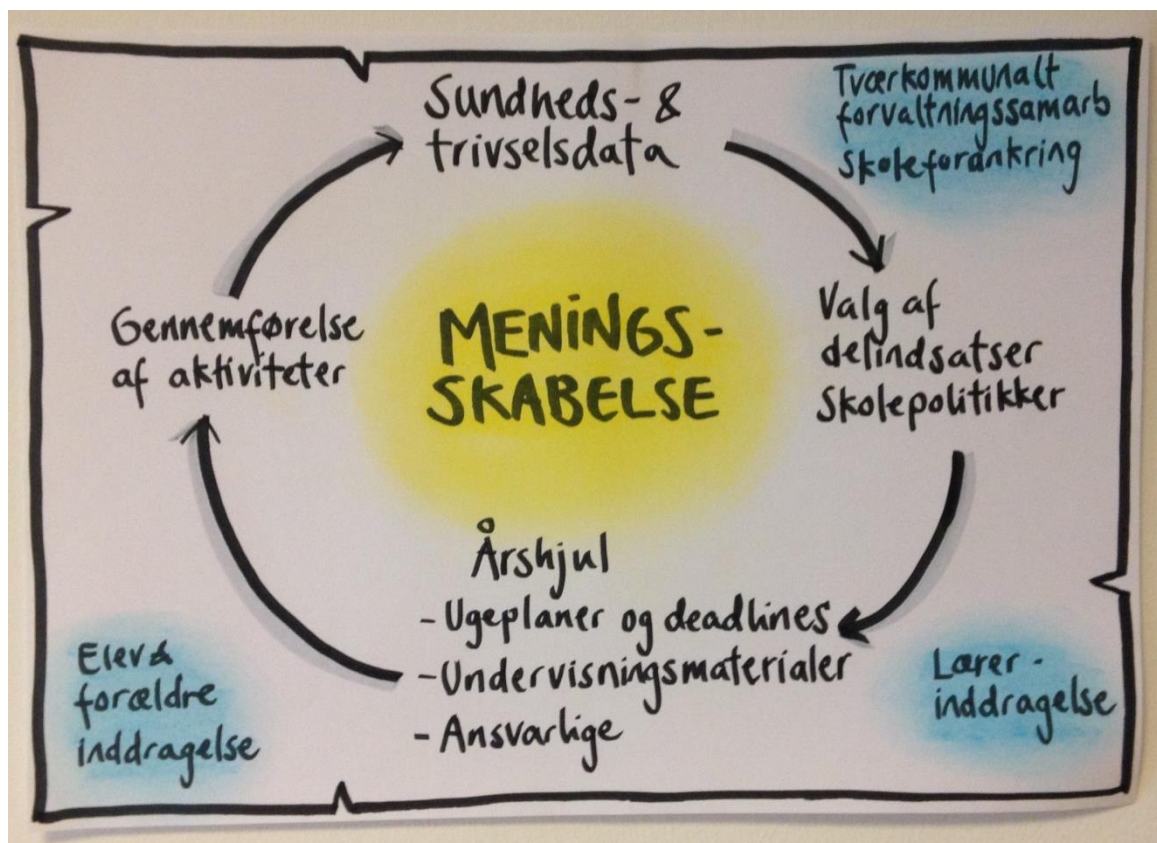 Sundheds- &
trivselsdata
Tværkommunalt
forvaltningssamarb
Skoleforankring
Valg af
delindsatser
Skolepolitikker
MENINGS-
SKABELSE
Gennemførelse
af aktiviteter
Årshjul
- Ugeplaner og deadlines
- Undervisningsmaterialer
- Ansvarlige
Lærer-
inddragelse
Elev &
forældre
inddragelse